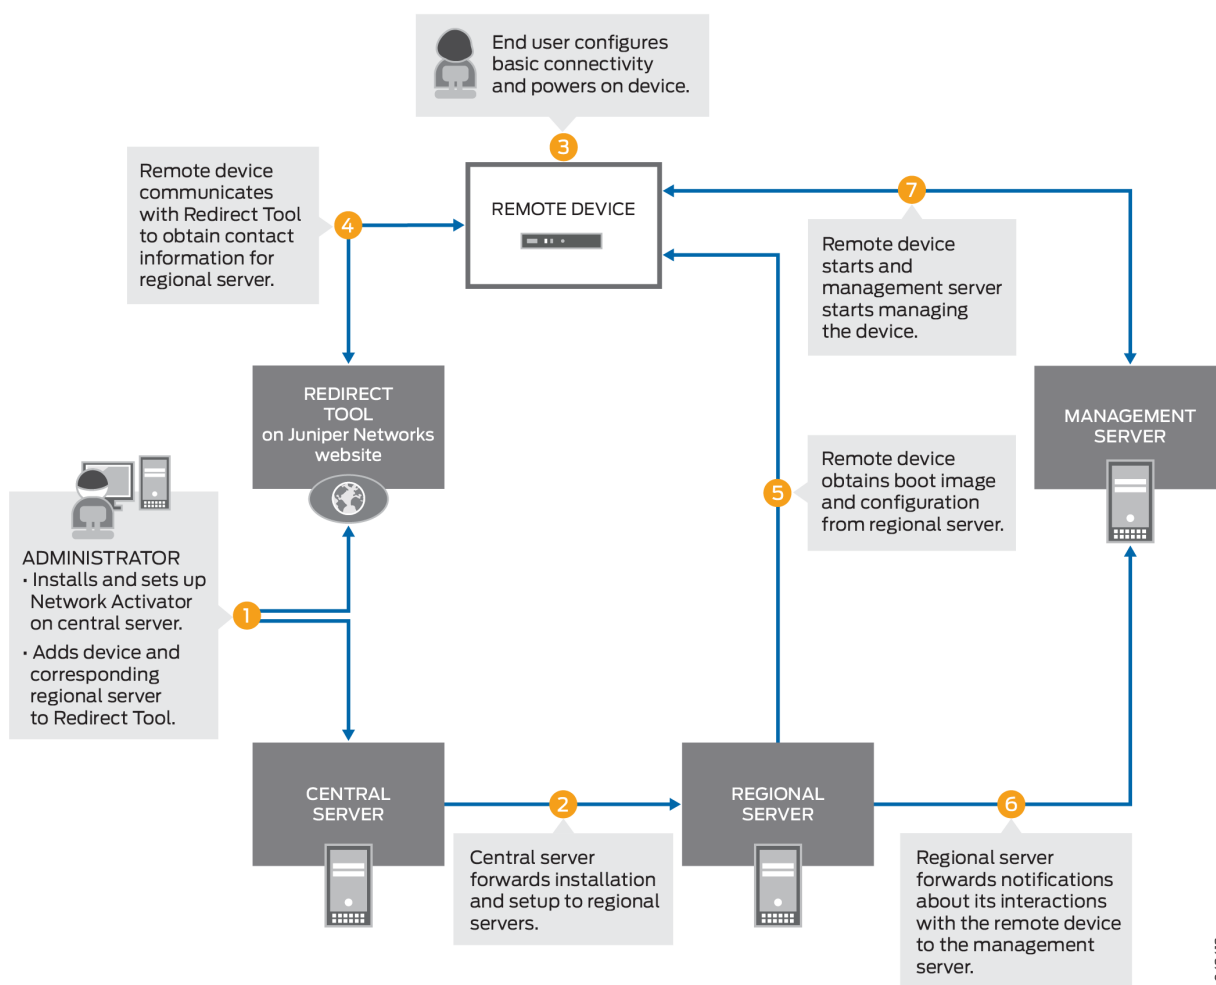 End user configures
basic connectivity
and powers on device.
3
Remote device
communicates
with Redirect Tool
to obtain contact
information for
regional server.
4
REMOTE DEVICE
7
Remote device
starts and
management server
starts managing
the device.
REDIRECT
TOOL
on Juniper Networks
website
MANAGEMENT
SERVER
Remote device
obtains boot image
and configuration
from regional server.
5
ADMINISTRATOR
· Installs and sets up
Network Activator
on central server.
· Adds device and
corresponding
regional server
to Redirect Tool.
1
CENTRAL
SERVER
2
Central server
forwards installation
and setup to regional
servers.
REGIONAL
SERVER
6
Regional server
forwards notifications
about its interactions
with the remote device
to the management
server.